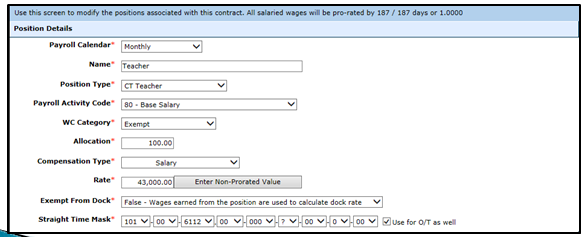 Use this screen to modify the positions associated with this contract. All salaried wages will be pro-rated by 187 / 187 days or 1.0000
Position Details
Payroll Calendar* Monthly
Name* Teacher
Position Type* CT Teacher
Payroll Activity Code* 80 - Base Salary
WC Category* Exempt
Allocation* 100.00
Compensation Type* Salary
Rate* 43,000.00 Enter Non-Prorated Value
Exempt From Dock* False - Wages earned from the position are used to calculate dock rate
Straight Time Mask* 101 - 00 - 6112 - 00 - 000 - ? - 00 - 0 - 00 Use for O/T as well